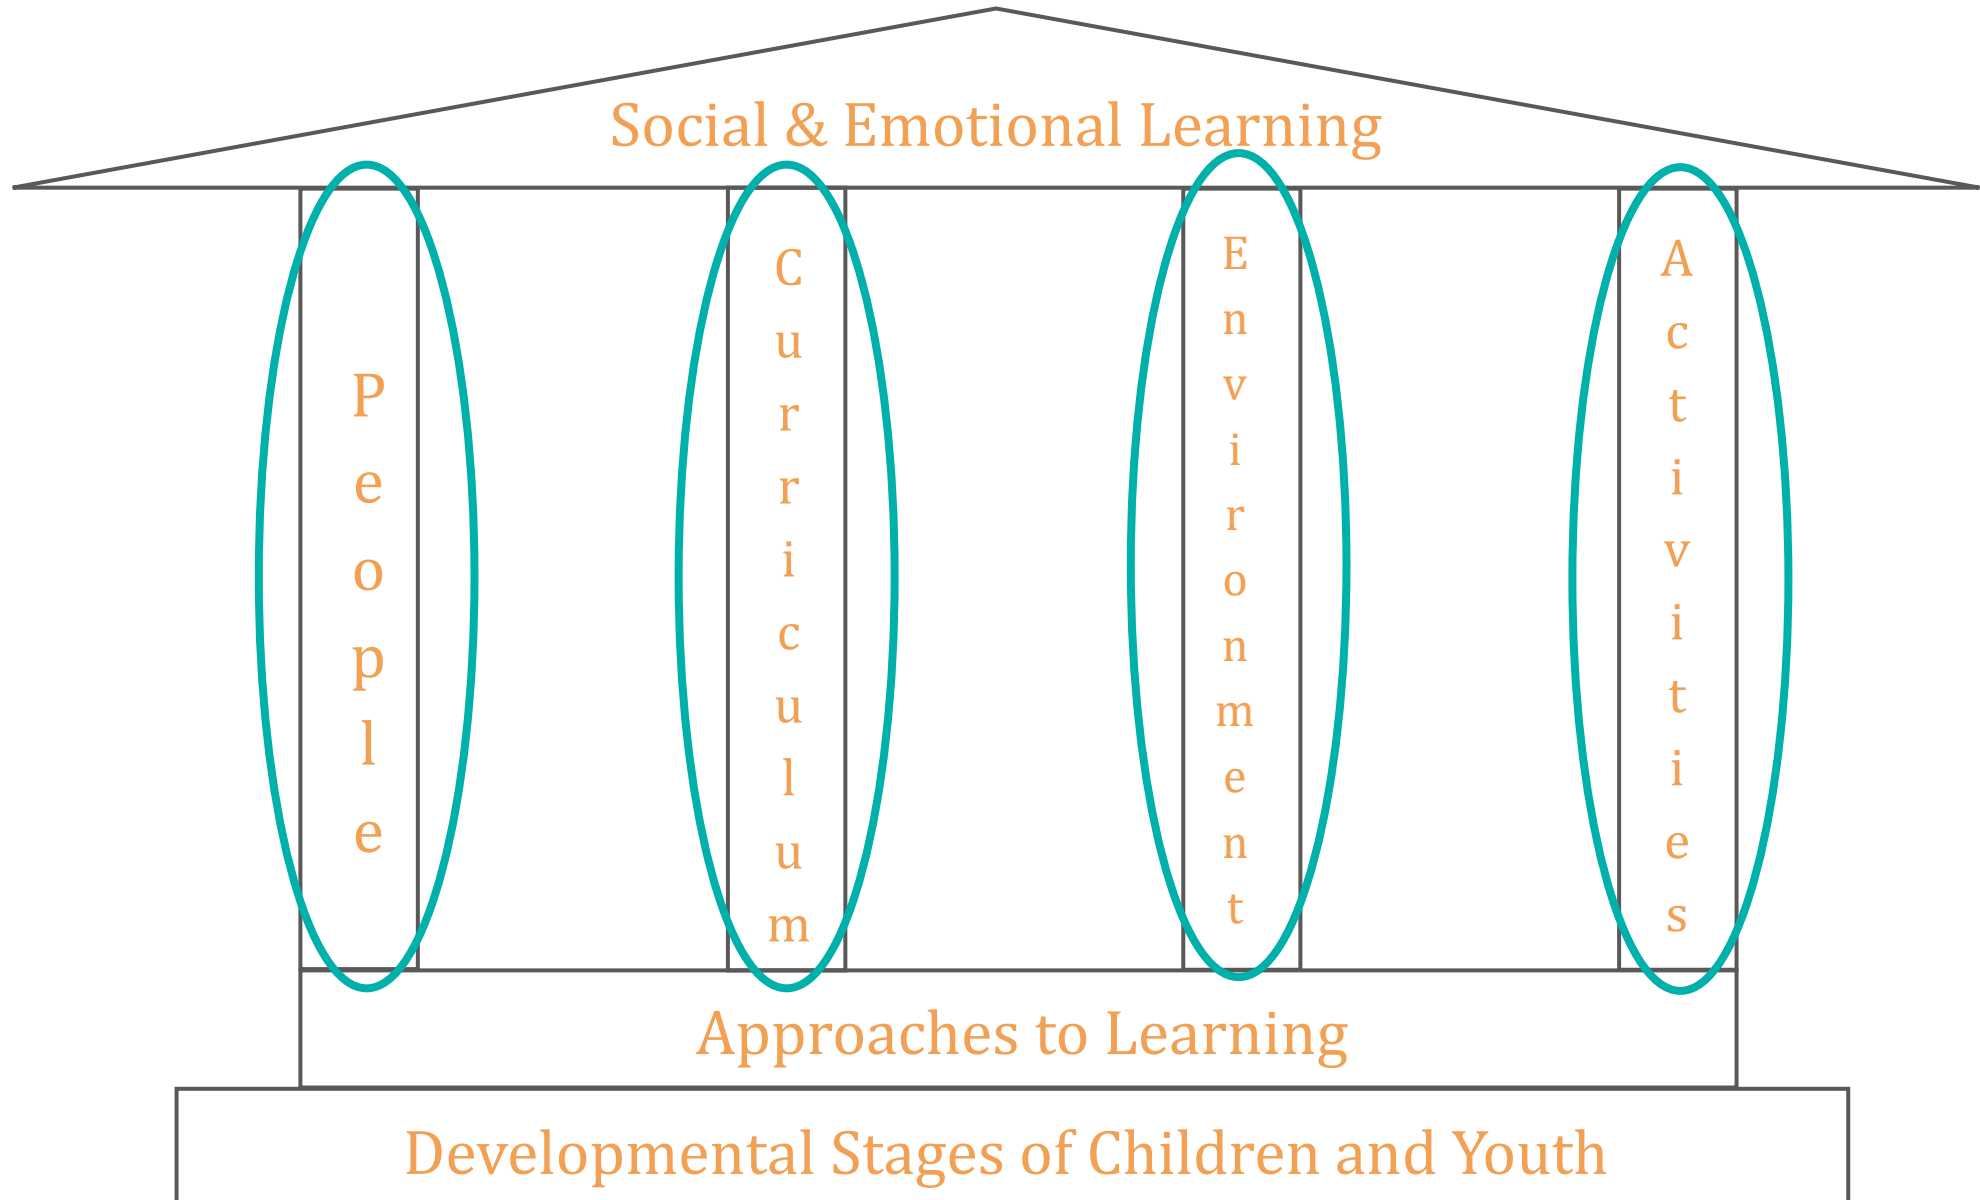 Social & Emotional Learning
People
Curriculum
Environment
Activities
Approaches to Learning
Developmental Stages of Children and Youth